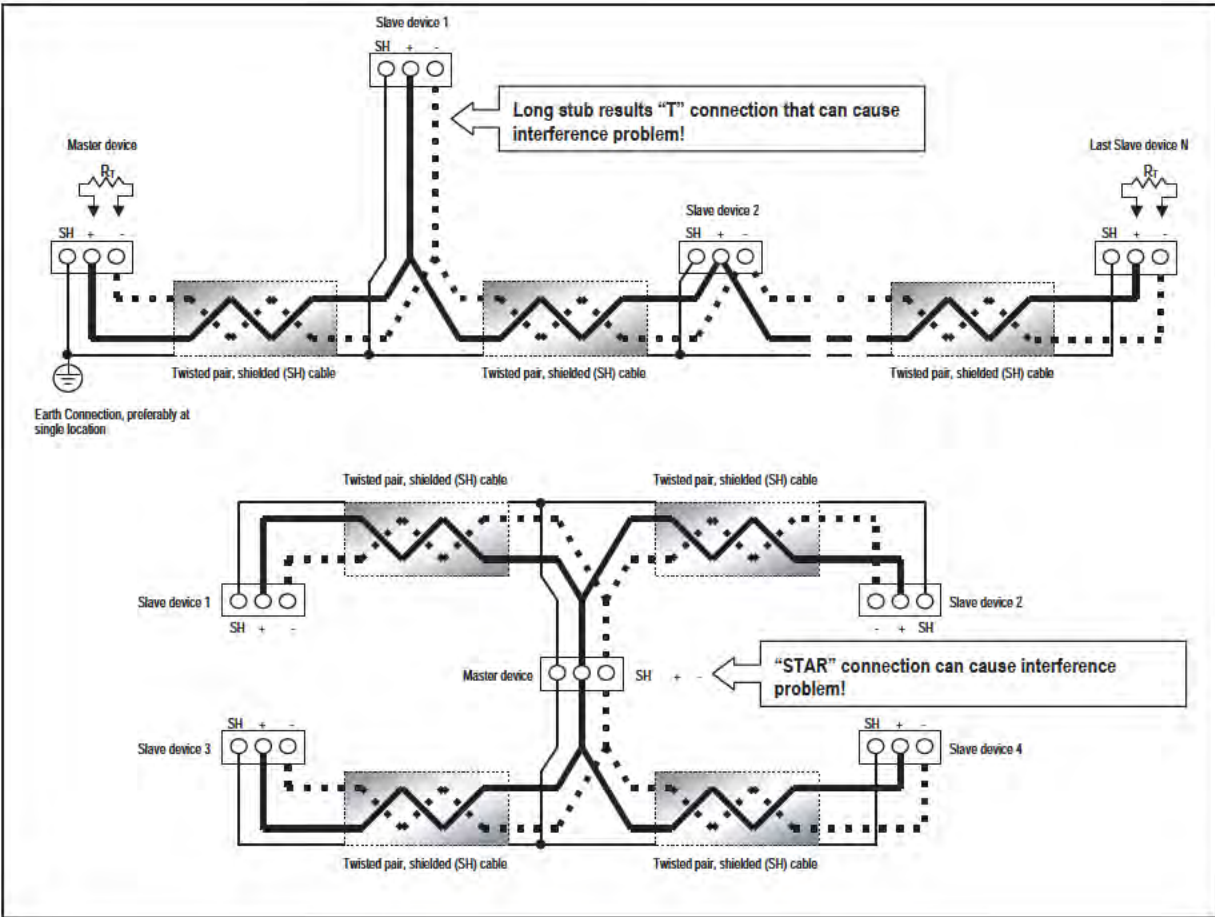 Slave device 1
SH + -
Long stub results “T” connection that can cause
interference problem!
Master device
RT
Last Slave device N
RT
Slave device 2
SH + -
SH + -
SH + -
Twisted pair, shielded (SH) cable
Twisted pair, shielded (SH) cable
Twisted pair, shielded (SH) cable
Earth Connection, preferably at
single location
Twisted pair, shielded (SH) cable
Twisted pair, shielded (SH) cable
Slave device 1
SH + -
Slave device 2
- + SH
Master device
SH + -
“STAR” connection can cause interference
problem!
SH + -
Slave device 3
SH + -
Slave device 4
Twisted pair, shielded (SH) cable
Twisted pair, shielded (SH) cable